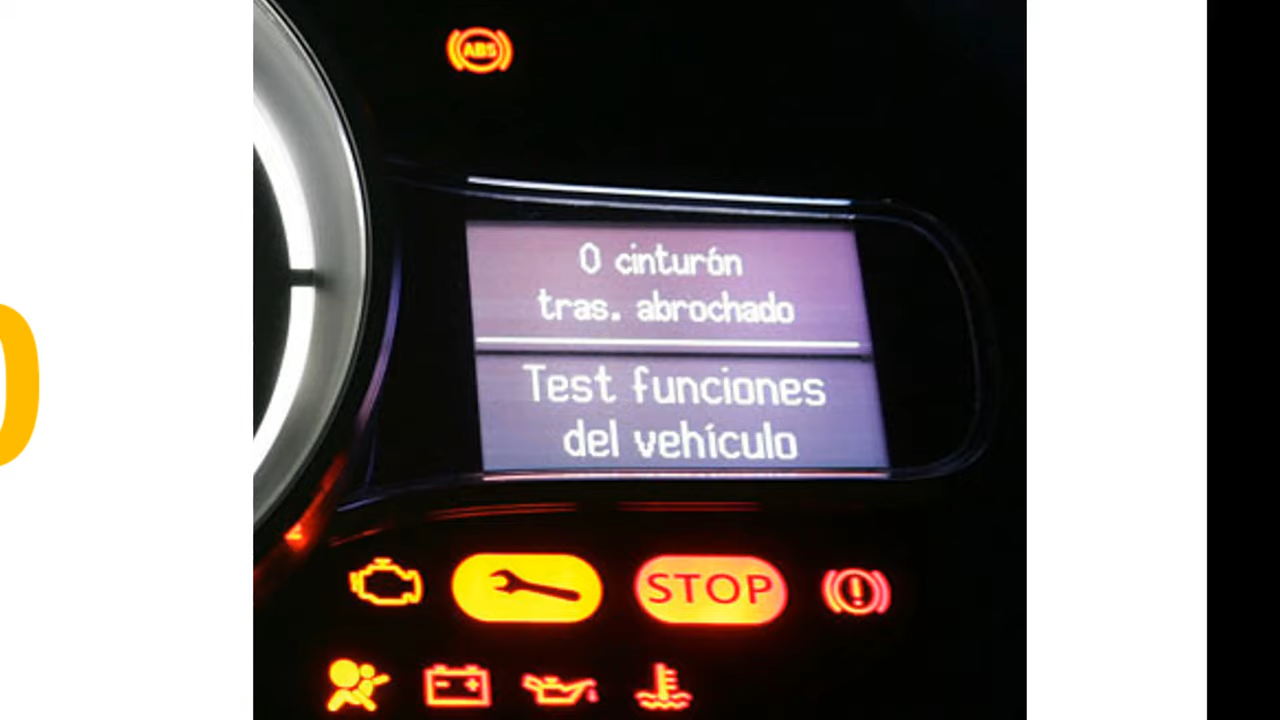 ABS
0 cinturón
tras. abrochado
Test funciones
del vehículo
STOP